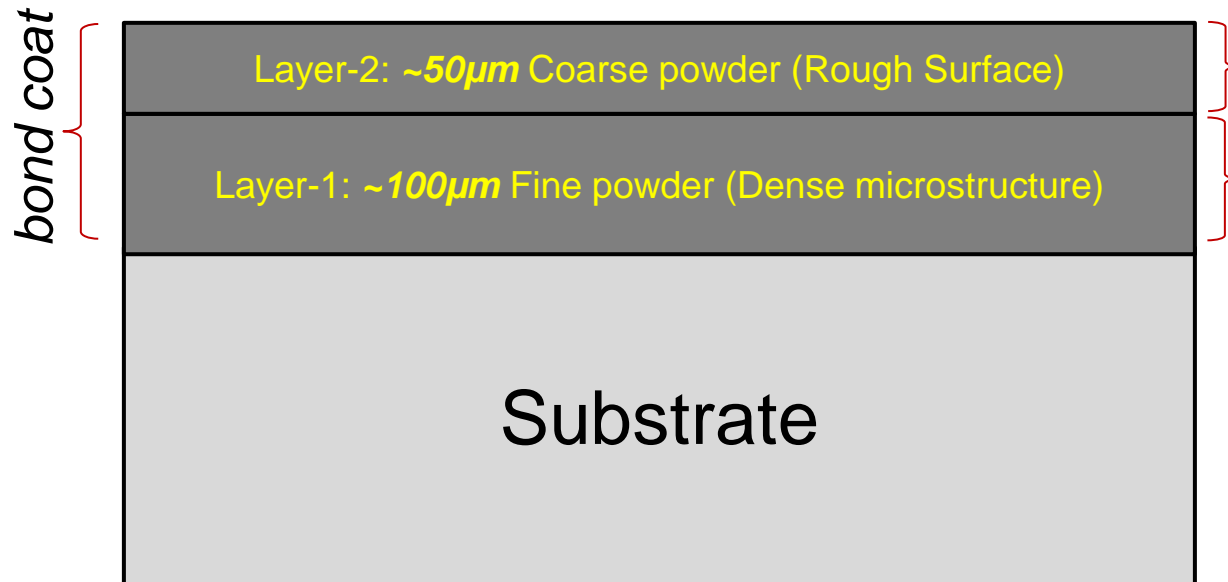 bond coat
Layer-2: ~50µm Coarse powder (Rough Surface)
Layer-1: ~100µm Fine powder (Dense microstructure)
Substrate